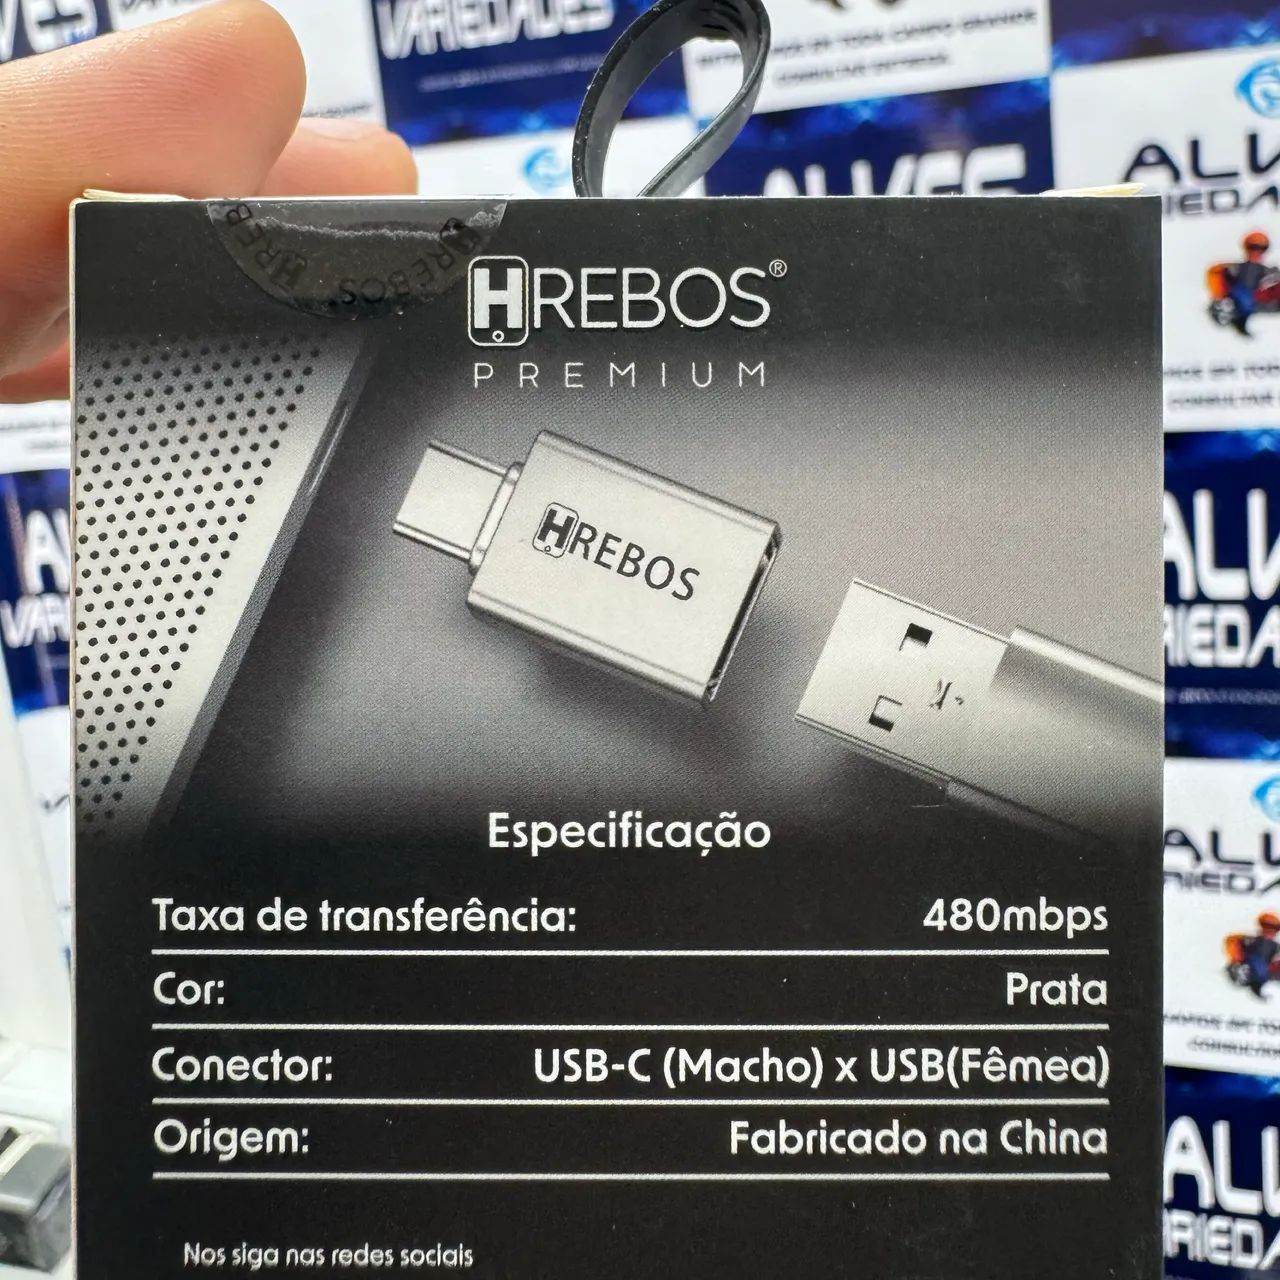 HREBOS®
PREMIUM
HREBOS
Especificação
Taxa de transferência: 480mbps
Cor: Prata
Conector: USB-C (Macho) x USB(Fêmea)
Origem: Fabricado na China
Nos siga nas redes sociais
VARIEDADES
ALVES